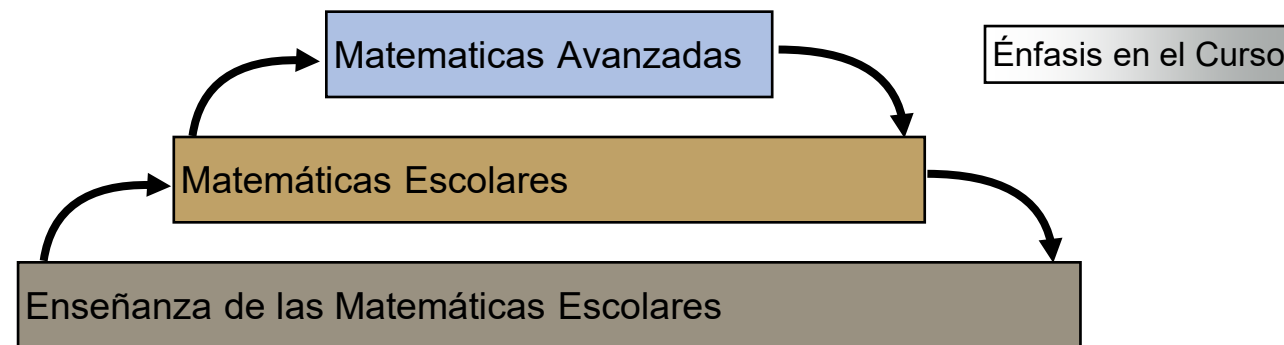 Matematicas Avanzadas
Énfasis en el Curso
Matemáticas Escolares
Enseñanza de las Matemáticas Escolares